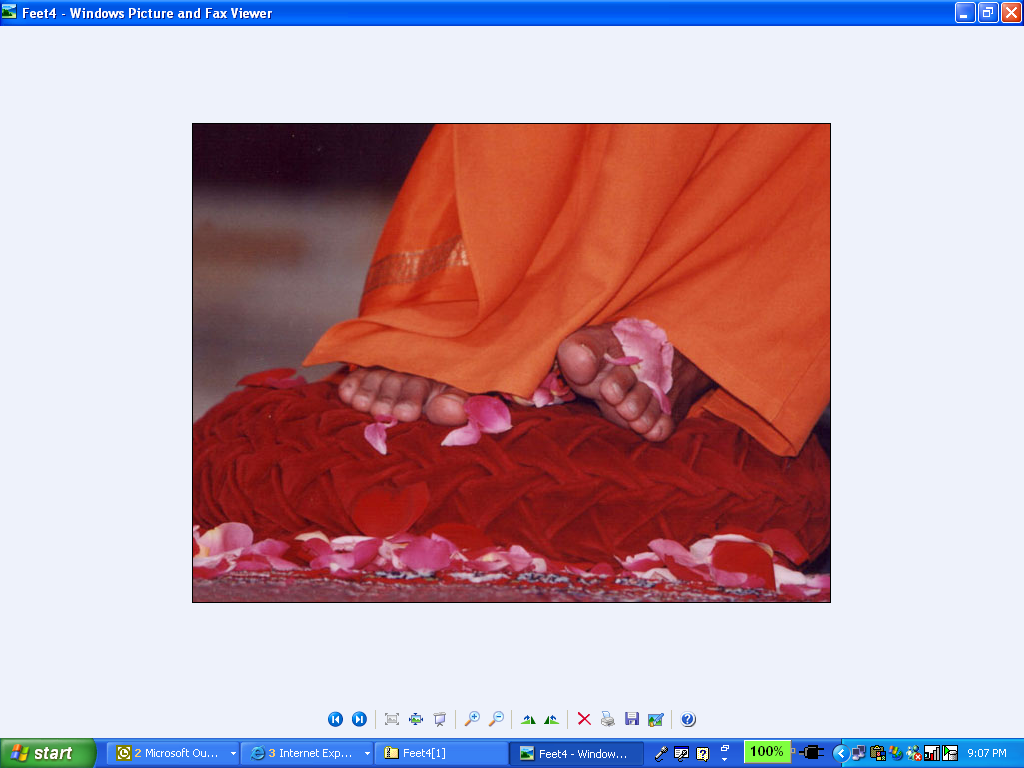 Feet4 - Windows Picture and Fax Viewer
start
2 Microsoft Ou...
3 Internet Exp...
Feet4[1]
Feet4 - Window...
100%
9:07 PM